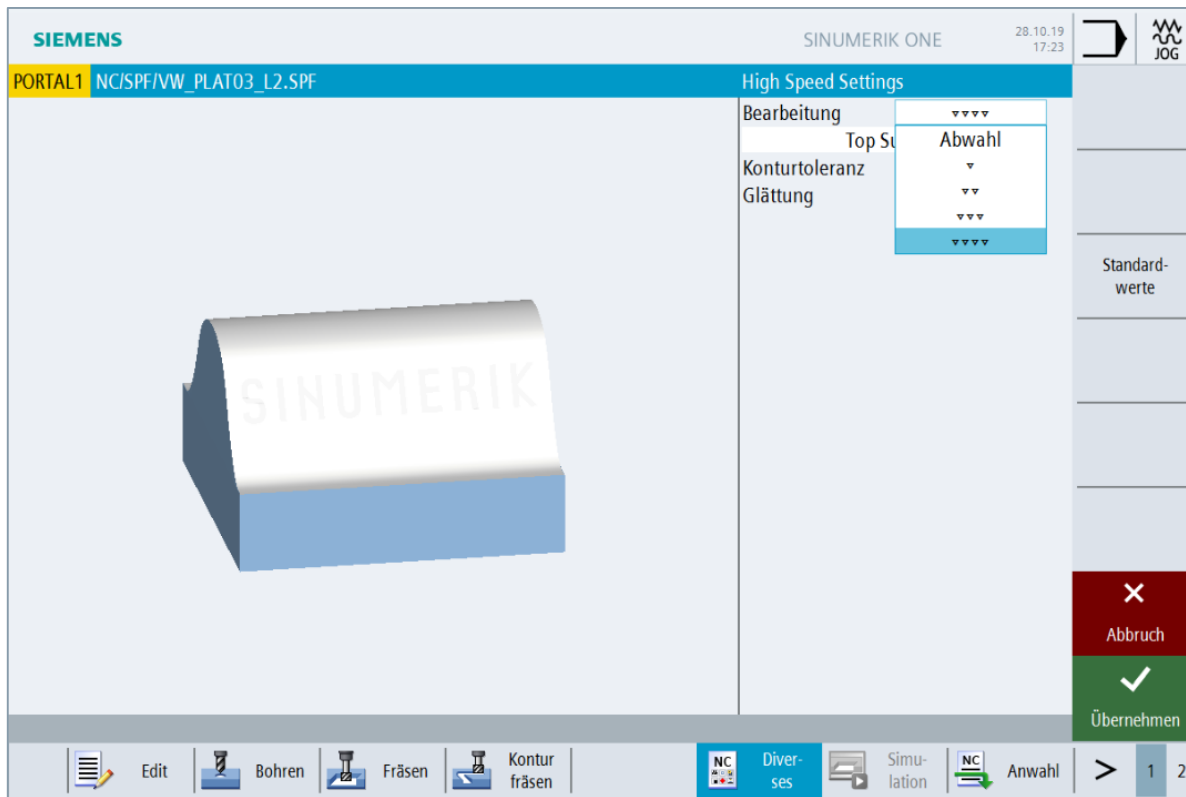 SIEMENS
SINUMERIK ONE
28.10.19
17:23
JOG
PORTAL1
NC/SPF/VW_PLAT03_L2.SPF
High Speed Settings
Bearbeitung
▿▿▿▿
Top Su
Abwahl
Konturtoleranz
▿
Glättung
▿▿
▿▿▿
▿▿▿▿
Standard-
werte
SINUMERIK
Abbruch
Übernehmen
Edit
Bohren
Fräsen
Kontur
fräsen
NC
Diver-
ses
Simu-
lation
NC
Anwahl
>
1
2